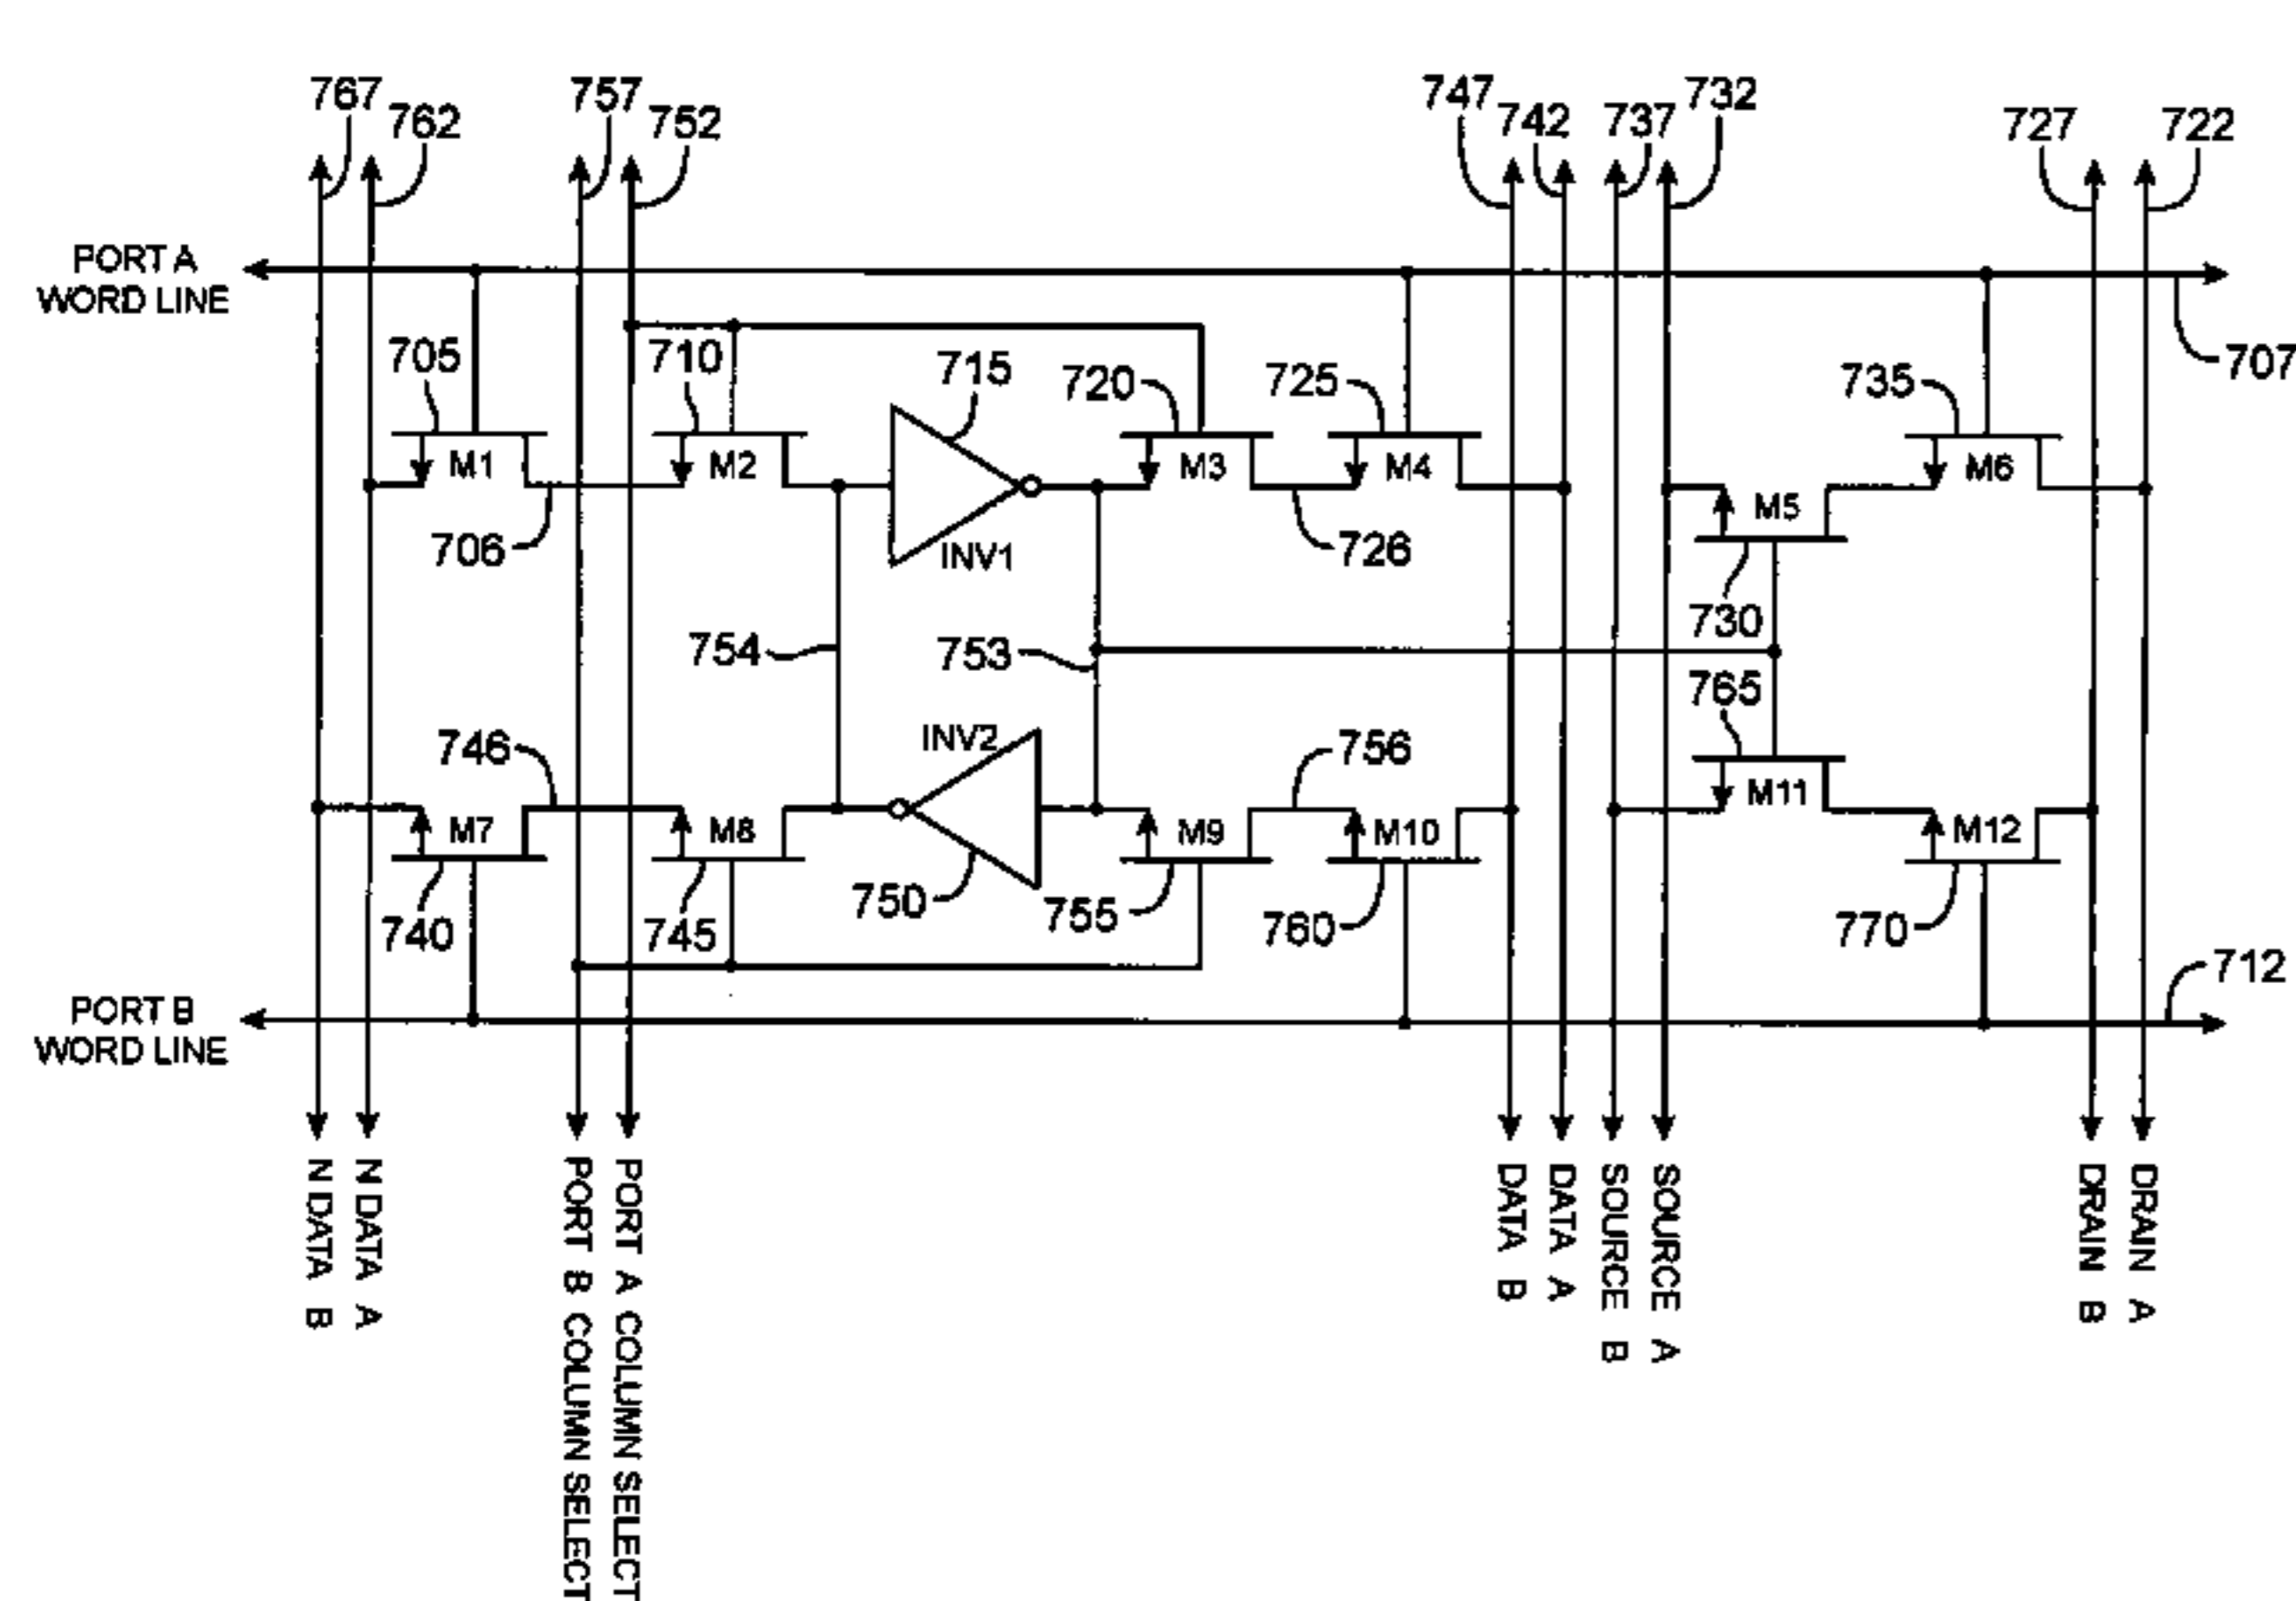 767
762
757
752
747
742
737
732
727
722
PORT A
WORD LINE
707
705
710
715
720
725
735
M1
M2
INV1
M3
M4
M5
M6
706
726
730
754
753
765
746
INV2
756
M7
M8
M9
M10
M11
M12
740
745
750
755
760
770
712
PORT B
WORD LINE
N DATA B
N DATA A
PORT B COLUMN SELECT
PORT A COLUMN SELECT
DATA B
DATA A
SOURCE B
SOURCE A
DRAIN B
DRAIN A